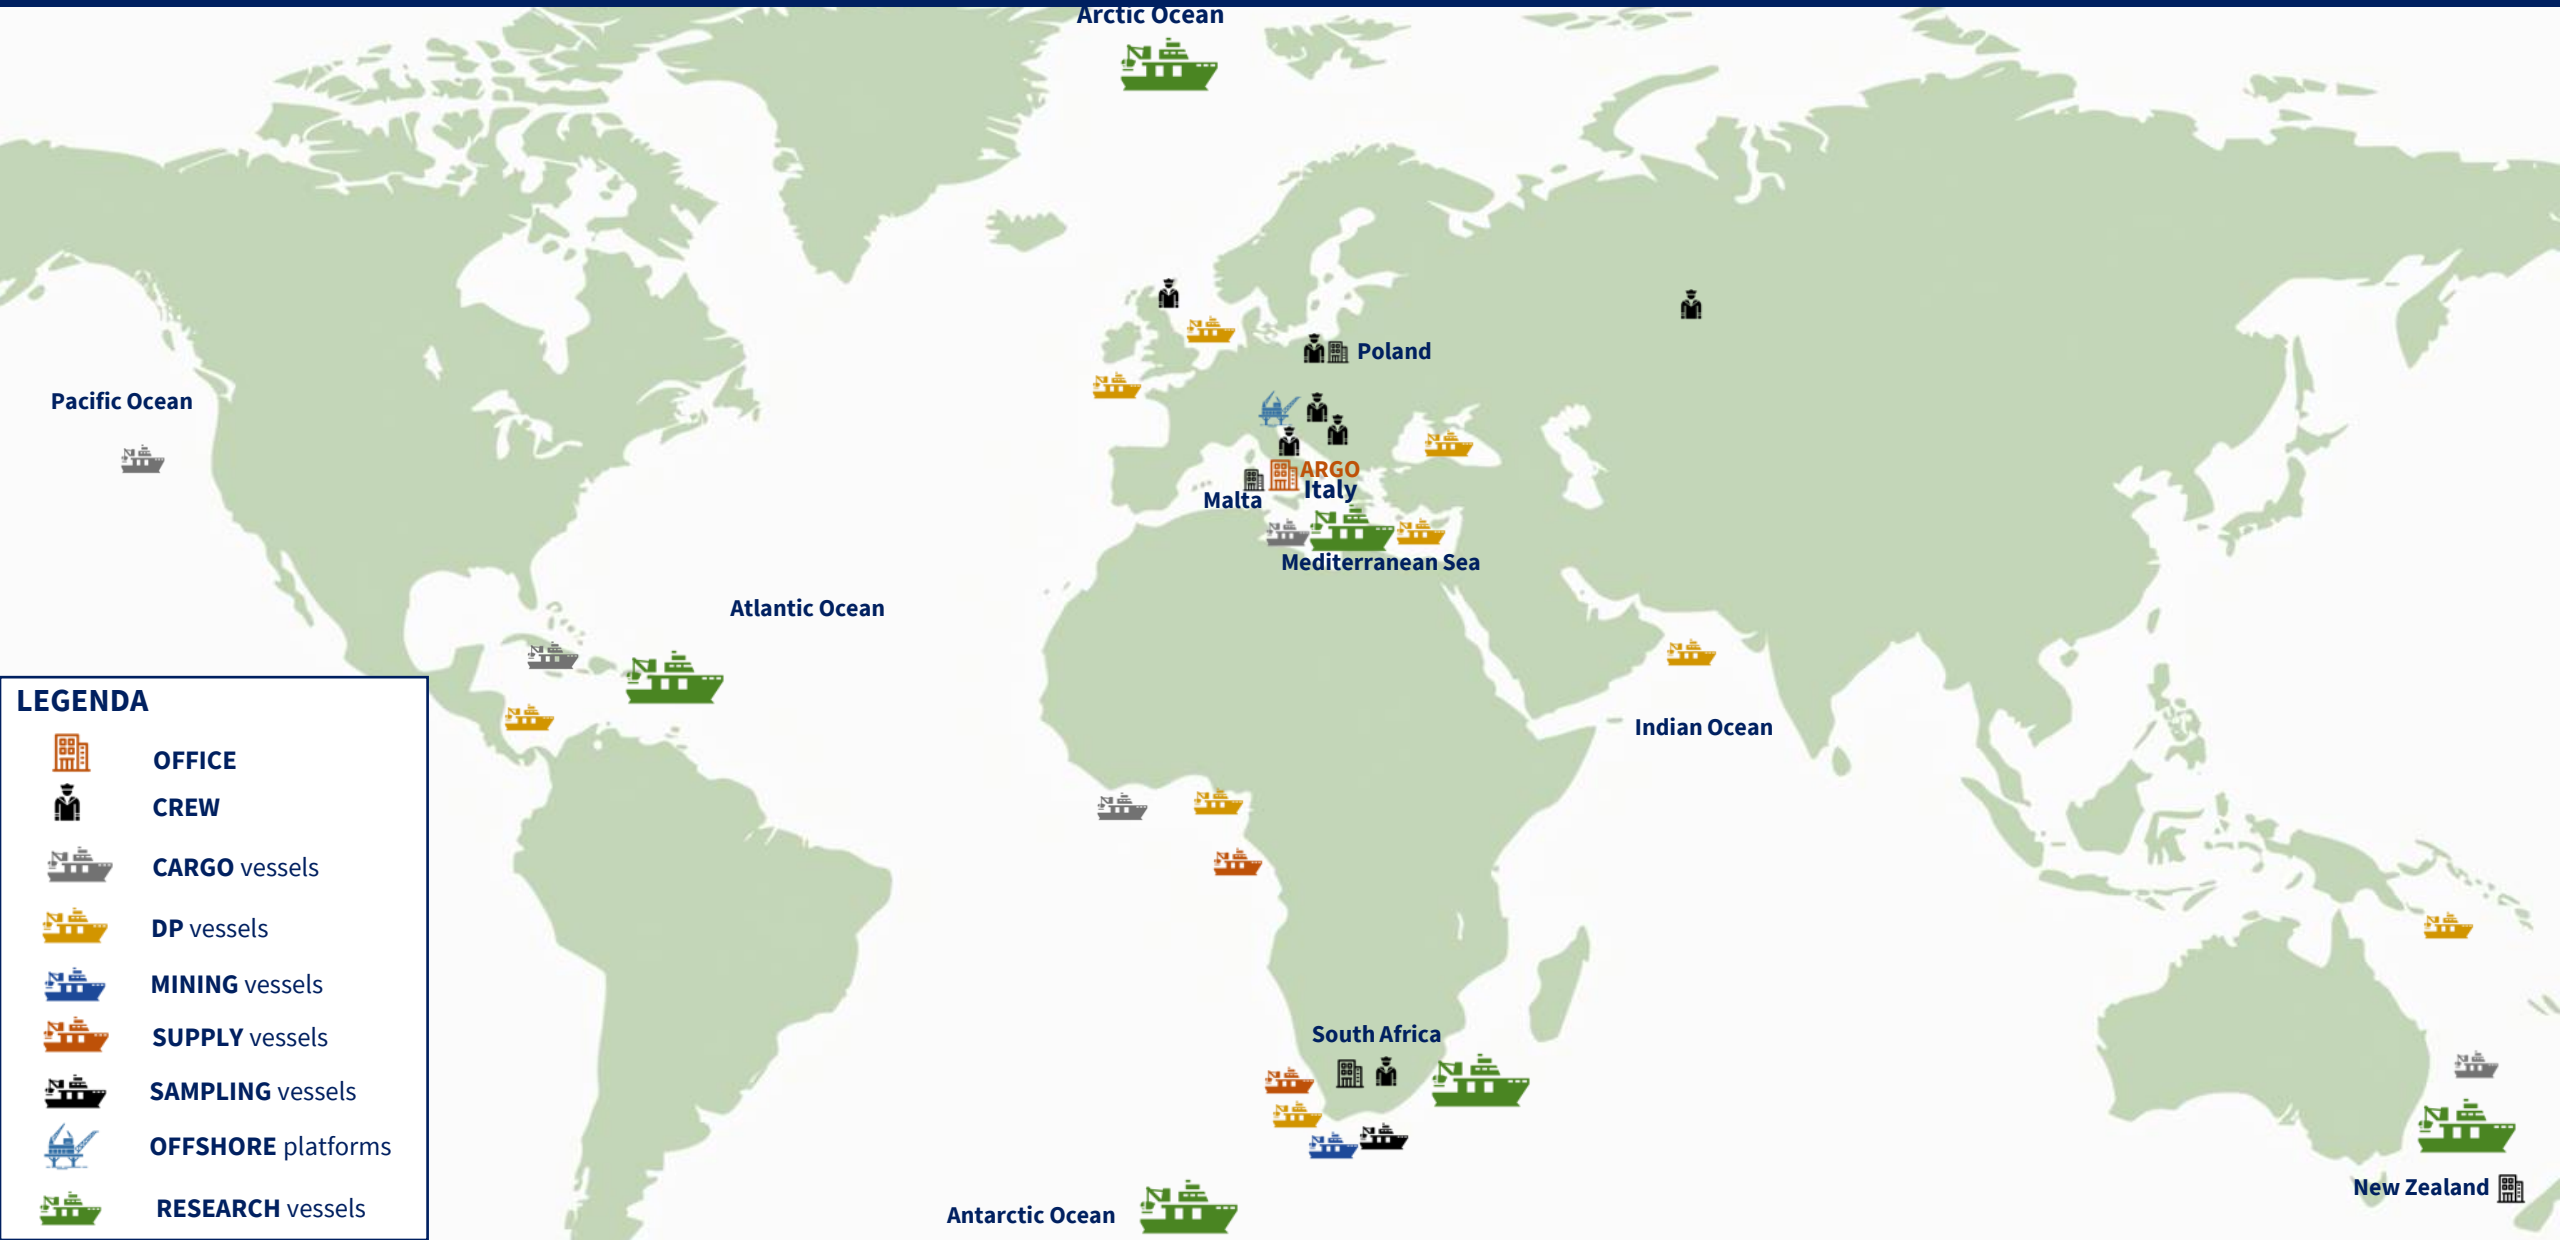 Arctic Ocean
Poland
Pacific Ocean
ARGO
Italy
Malta
Mediterranean Sea
Atlantic Ocean
Indian Ocean
South Africa
New Zealand
Antarctic Ocean
LEGENDA
OFFICE
CREW
CARGO vessels
DP vessels
MINING vessels
SUPPLY vessels
SAMPLING vessels
OFFSHORE platforms
RESEARCH vessels